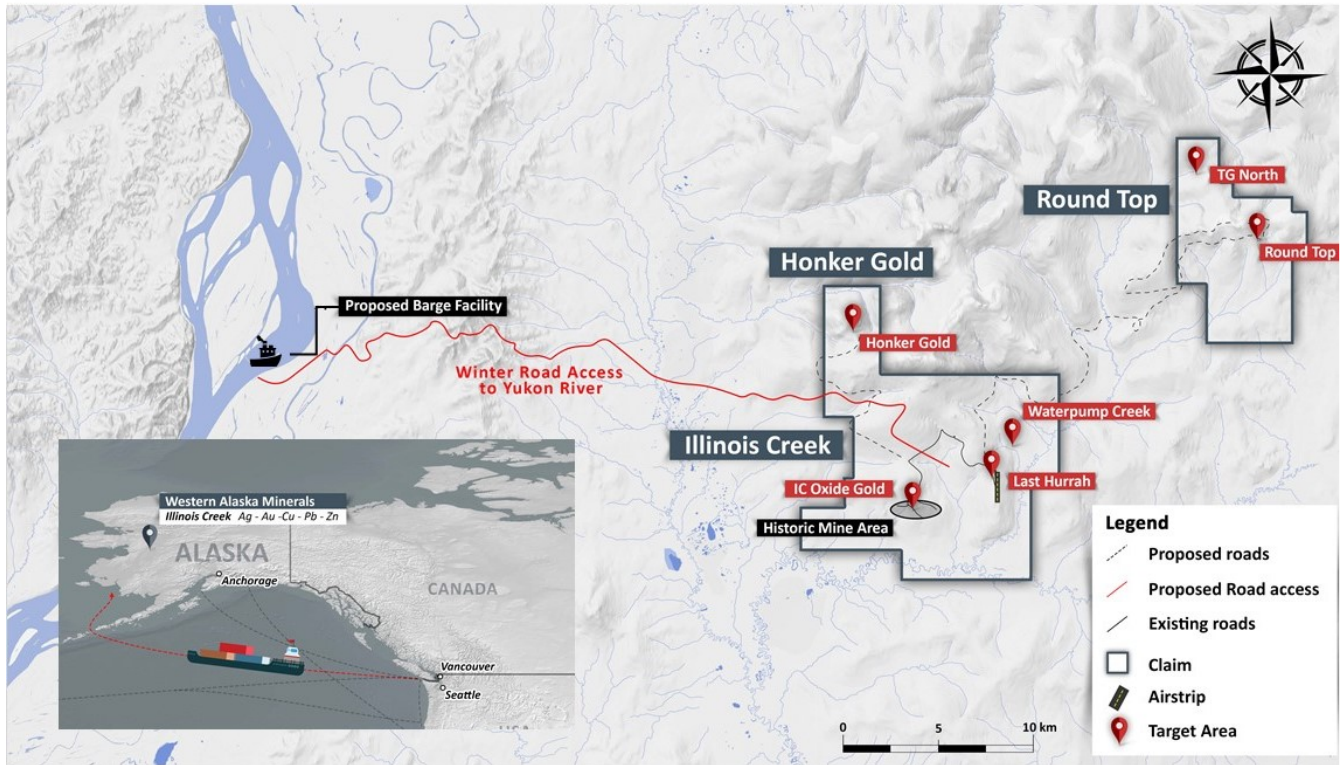 TG North
Round Top
Round Top
Honker Gold
Proposed Barge Facility
Honker Gold
Winter Road Access
to Yukon River
Waterpump Creek
Illinois Creek
Last Hurrah
IC Oxide Gold
Historic Mine Area
Western Alaska Minerals
Illinois Creek Ag - Au -Cu - Pb - Zn
ALASKA
Anchorage
CANADA
Vancouver
Seattle
Legend
Proposed roads
Proposed Road access
Existing roads
Claim
Airstrip
Target Area
0 5 10 km